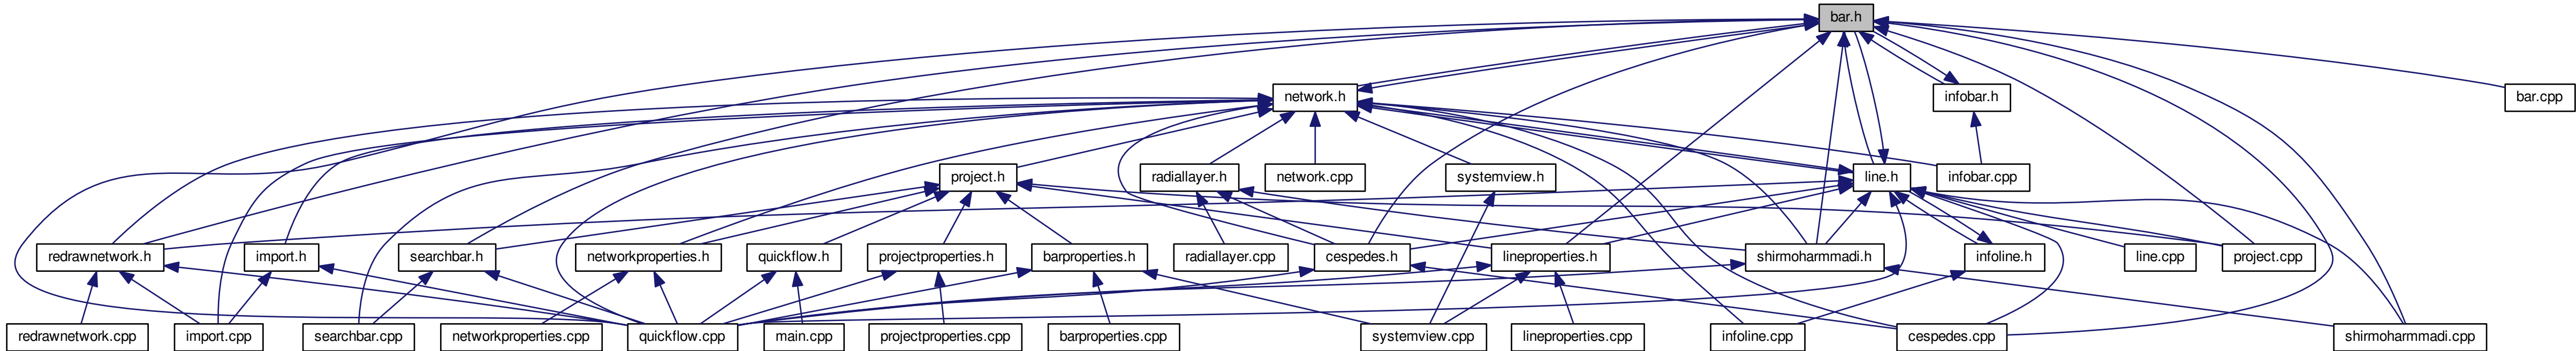 bar.h
network.h
infobar.h
bar.cpp
project.h
radiallayer.h
network.cpp
systemview.h
line.h
infobar.cpp
redrawnetwork.h
import.h
searchbar.h
networkproperties.h
quickflow.h
projectproperties.h
barproperties.h
radiallayer.cpp
cespedes.h
lineproperties.h
shirmoharmmadi.h
infoline.h
line.cpp
project.cpp
redrawnetwork.cpp
import.cpp
searchbar.cpp
networkproperties.cpp
quickflow.cpp
main.cpp
projectproperties.cpp
barproperties.cpp
systemview.cpp
lineproperties.cpp
infoline.cpp
cespedes.cpp
shirmoharmmadi.cpp